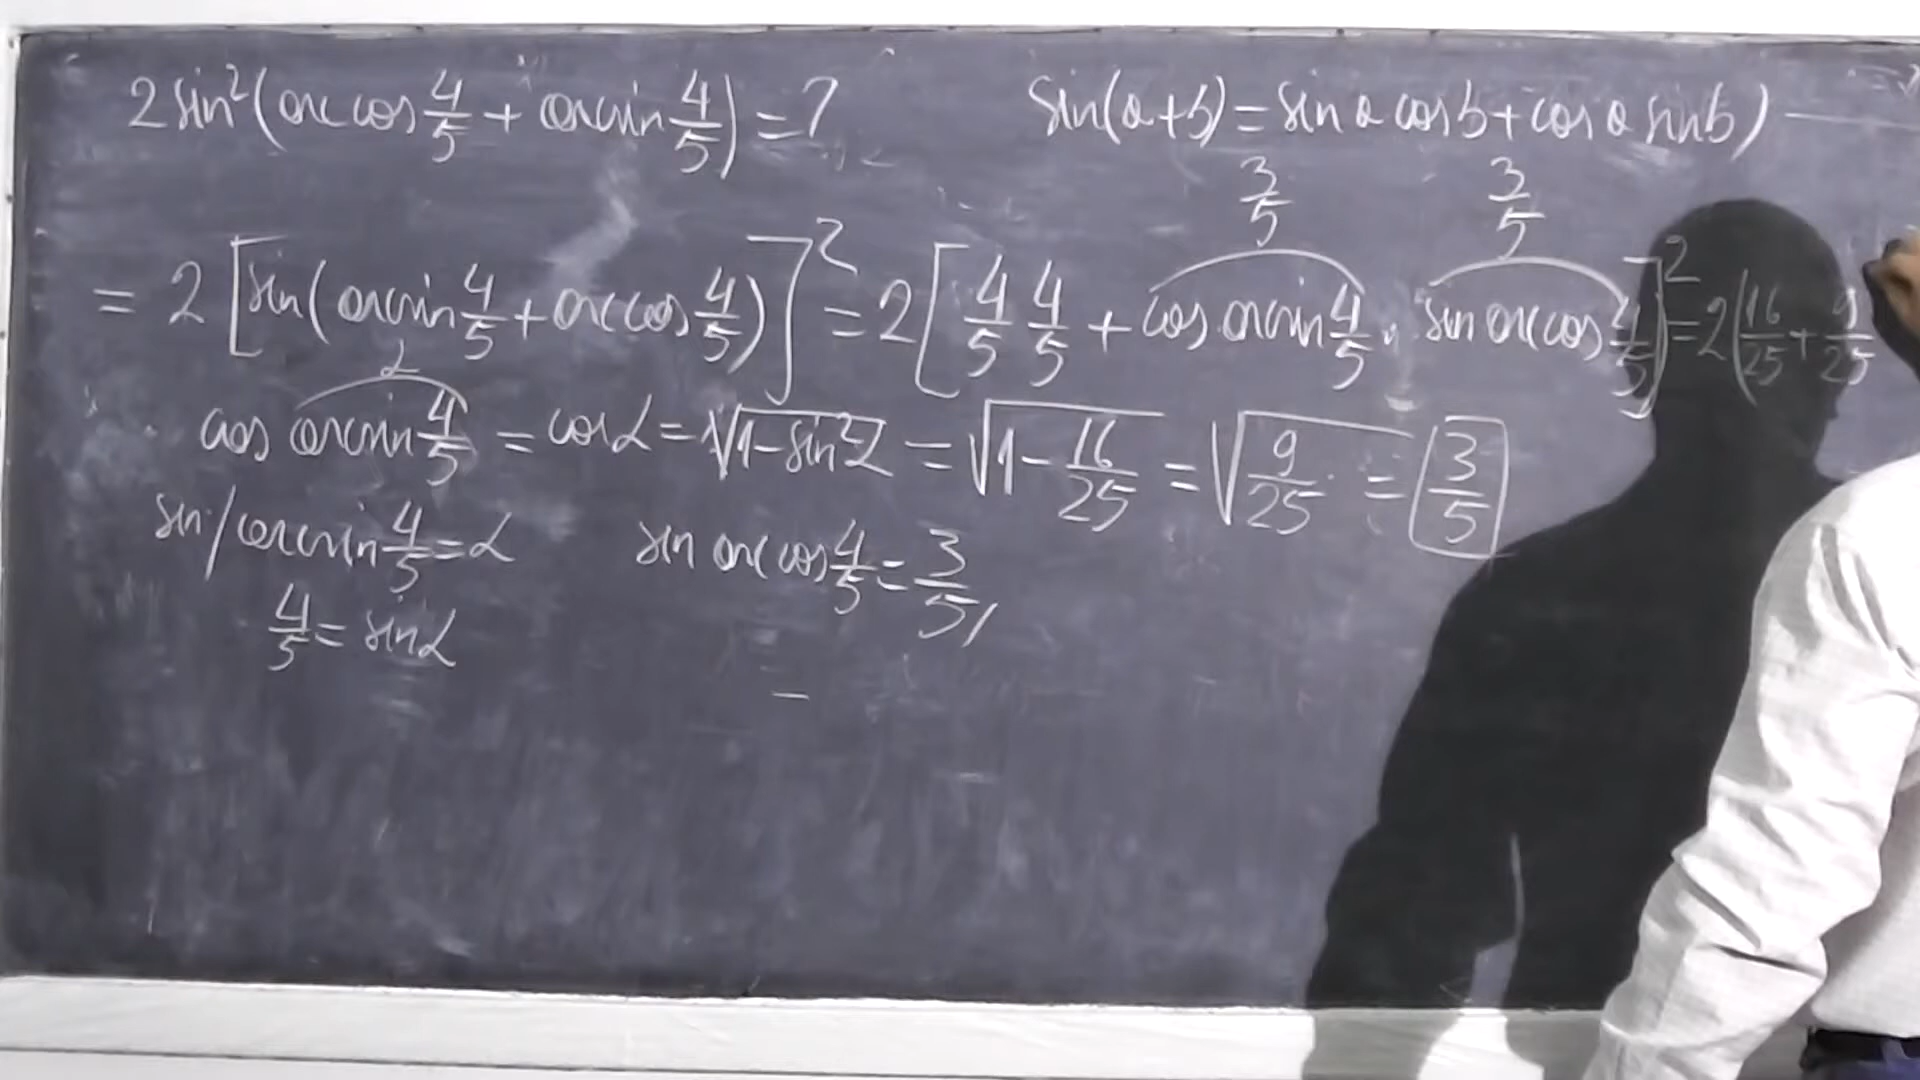 2sin²(arccos 4/5 + arcsin 4/5) = ?
sin(a+b) = sin a cos b + cos a sin b)
3/5 3/5
= 2[sin(arcsin 4/5 + arccos 4/5)]² = 2[4/5 4/5 + cos arcsin 4/5 · sin arccos 4/5]² = 2(16/25 + 9/25
α
cos arcsin 4/5 = cos α = √1-sin²α = √1-16/25 = √9/25 = 3/5
sin/ arcsin 4/5 = α
sin arccos 4/5 = 3/5,
4/5 = sin α